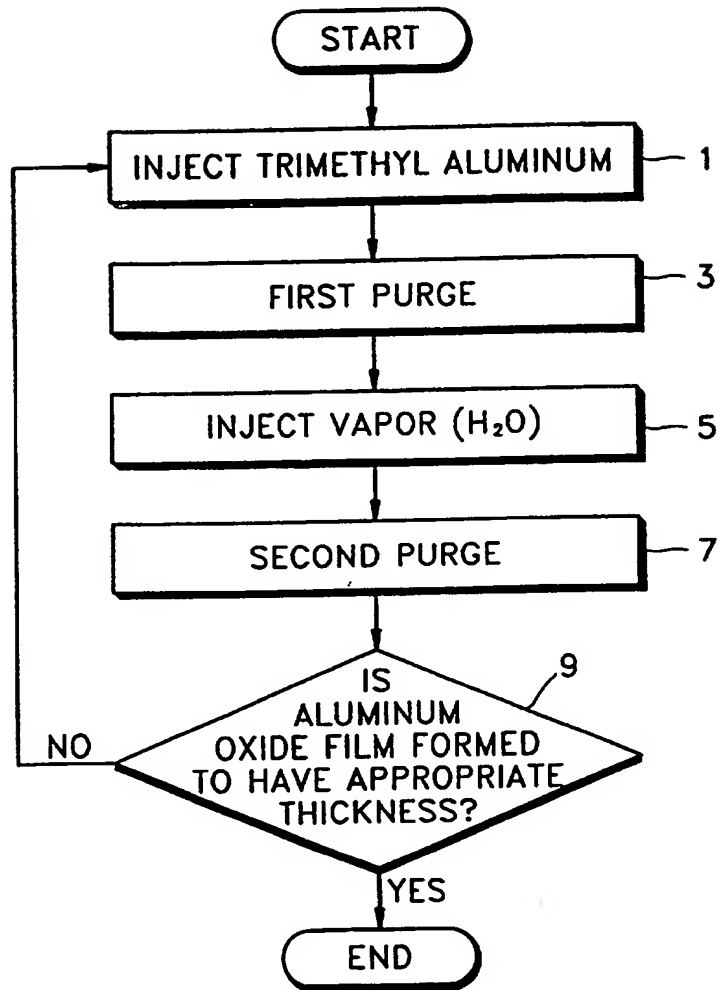 START
INJECT TRIMETHYL ALUMINUM
1
FIRST PURGE
3
INJECT VAPOR (H₂O)
5
SECOND PURGE
7
9
IS
ALUMINUM
OXIDE FILM FORMED
TO HAVE APPROPRIATE
THICKNESS?
NO
YES
END